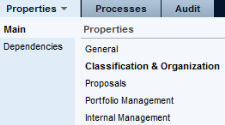 Properties Processes Audit
Main Properties
Dependencies General
Classification & Organization
Proposals
Portfolio Management
Internal Management